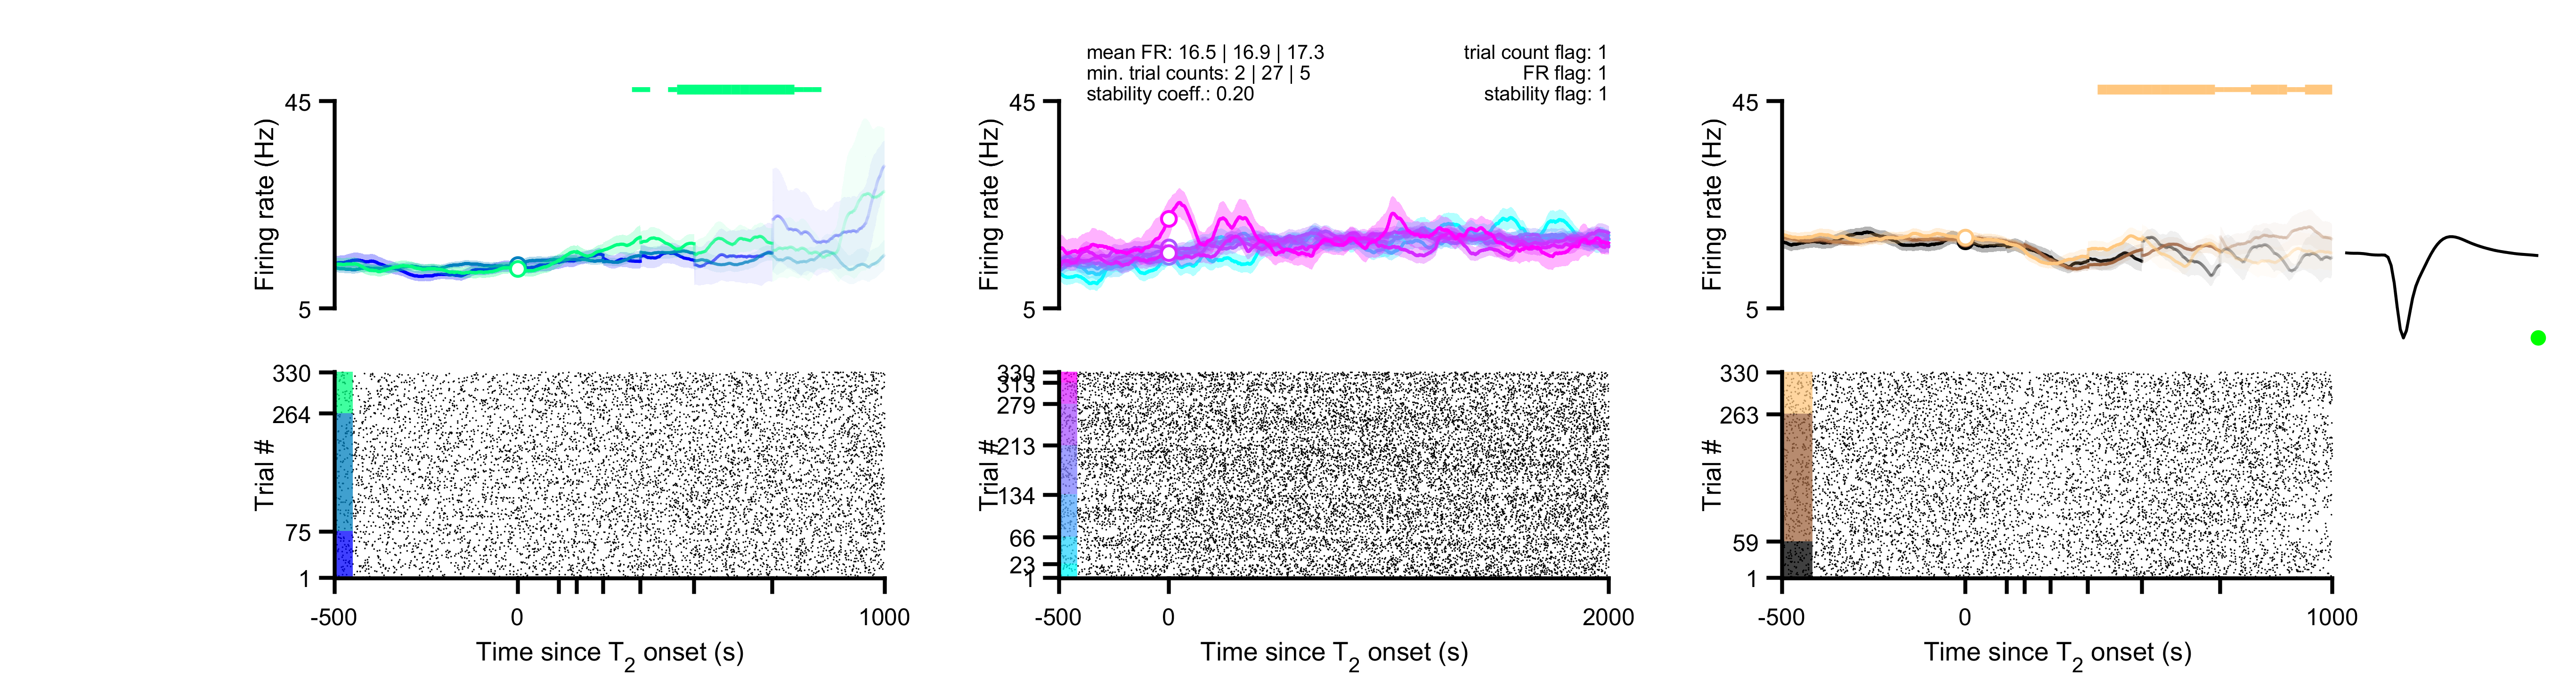 mean FR: 16.5 | 16.9 | 17.3
min. trial counts: 2 | 27 | 5
stability coeff.: 0.20
trial count flag: 1
FR flag: 1
stability flag: 1
45
5
Firing rate (Hz)
45
5
Firing rate (Hz)
45
5
Firing rate (Hz)
330
264
75
1
Trial #
-500
0
1000
Time since T2 onset (s)
330
313
279
213
134
66
23
1
Trial #
-500
0
2000
Time since T2 onset (s)
330
263
59
1
Trial #
-500
0
1000
Time since T2 onset (s)